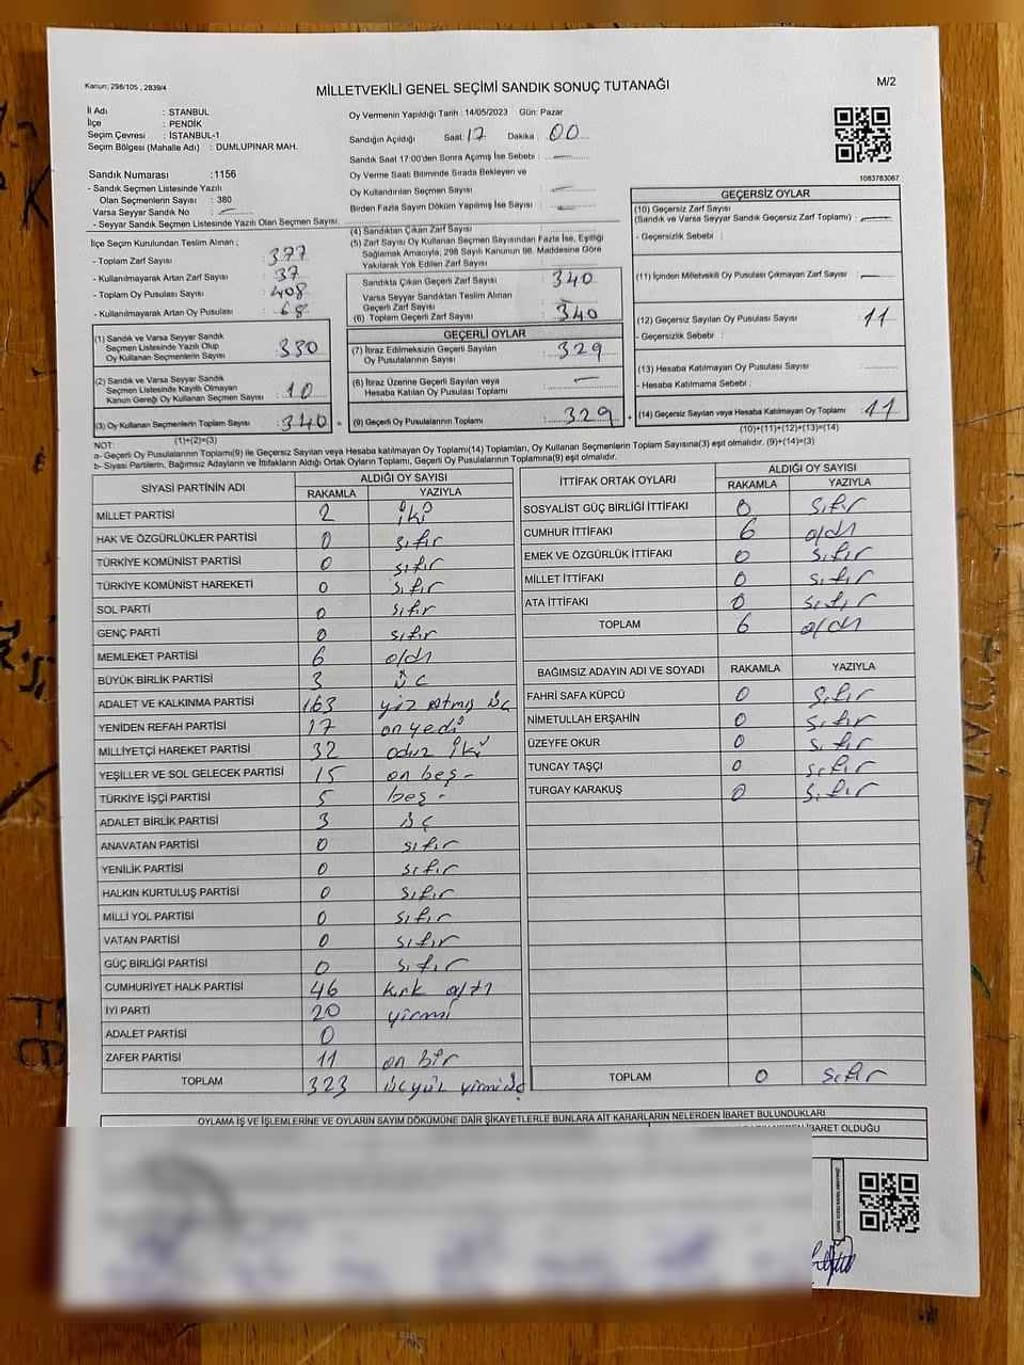 Kanun: 298/105 , 2839/4
MİLLETVEKİLİ GENEL SEÇİMİ SANDIK SONUÇ TUTANAĞI
M/2
İl Adı : STANBUL
İlçe : PENDİK
Seçim Çevresi : İSTANBUL-1
Seçim Bölgesi (Mahalle Adı) : DUMLUPINAR MAH.
Oy Vermenin Yapıldığı Tarih : 14/05/2023 Gün: Pazar
Sandığın Açıldığı Saat: 17 Dakika : 00
Sandık Saat 17:00'den Sonra Açılmış İse Sebebi : —
Oy Verme Saati Bitiminde Sırada Bekleyen ve
Oy Kullandırılan Seçmen Sayısı : —
Birden Fazla Sayım Döküm Yapılmış İse Sayısı : —
1083783067
Sandık Numarası :1156
- Sandık Seçmen Listesinde Yazılı
Olan Seçmenlerin Sayısı : 380
Varsa Seyyar Sandık No : —
- Seyyar Sandık Seçmen Listesinde Yazılı Olan Seçmen Sayısı:
İlçe Seçim Kurulundan Teslim Alınan ;
- Toplam Zarf Sayısı : 377
- Kullanılmayarak Artan Zarf Sayısı : 37
- Toplam Oy Pusulası Sayısı : 408
- Kullanılmayarak Artan Oy Pusulası : 68
(1) Sandık ve Varsa Seyyar Sandık
Seçmen Listesinde Yazılı Olup
Oy Kullanan Seçmenlerin Sayısı : 330
(2) Sandık ve Varsa Seyyar Sandık
Seçmen Listesinde Kayıtlı Olmayan
Kanun Gereği Oy Kullanan Seçmen Sayısı : 10
(3) Oy Kullanan Seçmenlerin Toplam Sayısı : 340
(1)+(2)=(3)
(4) Sandıktan Çıkan Zarf Sayısı : —
(5) Zarf Sayısı Oy Kullanan Seçmen Sayısından Fazla İse, Eşitliği
Sağlamak Amacıyla, 298 Sayılı Kanunun 98. Maddesine Göre
Yakılarak Yok Edilen Zarf Sayısı :
Sandıkta Çıkan Geçerli Zarf Sayısı : 340
Varsa Seyyar Sandıktan Teslim Alınan
Geçerli Zarf Sayısı : —
(6) Toplam Geçerli Zarf Sayısı : 340
GEÇERLİ OYLAR
(7) İtiraz Edilmeksizin Geçerli Sayılan
Oy Pusulalarının Sayısı : 329
(8) İtiraz Üzerine Geçerli Sayılan veya
Hesaba Katılan Oy Pusulası Toplamı : —
(9) Geçerli Oy Pusulalarının Toplamı : 329
GEÇERSİZ OYLAR
(10) Geçersiz Zarf Sayısı
(Sandık ve Varsa Seyyar Sandık Geçersiz Zarf Toplamı) : —
- Geçersizlik Sebebi :
(11) İçinden Milletvekili Oy Pusulası Çıkmayan Zarf Sayısı : —
(12) Geçersiz Sayılan Oy Pusulası Sayısı : 11
- Geçersizlik Sebebi :
(13) Hesaba Katılmayan Oy Pusulası Sayısı :
- Hesaba Katılmama Sebebi :
(14) Geçersiz Sayılan veya Hesaba Katılmayan Oy Toplamı : 11
(10)+(11)+(12)+(13)=(14)
NOT:
a- Geçerli Oy Pusulasının Toplamı(9) ile Geçersiz Sayılan veya Hesaba katılmayan Oy Toplamı(14) Toplamları, Oy Kullanan Seçmenlerin Toplam Sayısına(3) eşit olmalıdır. (9)+(14)=(3)
b- Siyasi Partilerin, Bağımsız Adayların ve İttifakların Aldığı Ortak Oyların Toplamı, Geçerli Oy Pusulalarının Toplamına(9) eşit olmalıdır.
SİYASİ PARTİNİN ADI ALDIĞI OY SAYISI
RAKAMLA YAZIYLA
MİLLET PARTİSİ 2 iki
HAK VE ÖZGÜRLÜKLER PARTİSİ 0 sıfır
TÜRKİYE KOMÜNİST PARTİSİ 0 sıfır
TÜRKİYE KOMÜNİST HAREKETİ 0 sıfır
SOL PARTİ 0 sıfır
GENÇ PARTİ 0 sıfır
MEMLEKET PARTİSİ 6 altı
BÜYÜK BİRLİK PARTİSİ 3 üç
ADALET VE KALKINMA PARTİSİ 163 yüz atmış üç
YENİDEN REFAH PARTİSİ 17 on yedi
MİLLİYETÇİ HAREKET PARTİSİ 32 otuz iki
YEŞİLLER VE SOL GELECEK PARTİSİ 15 on beş -
TÜRKİYE İŞÇİ PARTİSİ 5 beş -
ADALET BİRLİK PARTİSİ 3 üç
ANAVATAN PARTİSİ 0 sıfır
YENİLİK PARTİSİ 0 sıfır
HALKIN KURTULUŞ PARTİSİ 0 sıfır
MİLLİ YOL PARTİSİ 0 sıfır
VATAN PARTİSİ 0 sıfır
GÜÇ BİRLİĞİ PARTİSİ 0 sıfır
CUMHURİYET HALK PARTİSİ 46 kırk altı
İYİ PARTİ 20 yirmi
ADALET PARTİSİ 0
ZAFER PARTİSİ 11 on bir
TOPLAM 323 üçyüz yirmi üç
İTTİFAK ORTAK OYLARI ALDIĞI OY SAYISI
RAKAMLA YAZIYLA
SOSYALİST GÜÇ BİRLİĞİ İTTİFAKI 0 sıfır
CUMHUR İTTİFAKI 6 altı
EMEK VE ÖZGÜRLÜK İTTİFAKI 0 sıfır
MİLLET İTTİFAKI 0 sıfır
ATA İTTİFAKI 0 sıfır
TOPLAM 6 altı
BAĞIMSIZ ADAYIN ADI VE SOYADI RAKAMLA YAZIYLA
FAHRİ SAFA KÜPCÜ 0 sıfır
NİMETULLAH ERŞAHİN 0 sıfır
ÜZEYFE OKUR 0 sıfır
TUNCAY TAŞÇI 0 sıfır
TURGAY KARAKUŞ 0 sıfır
TOPLAM 0 sıfır
OYLAMA İŞ VE İŞLEMLERİNE VE OYLARIN SAYIM DÖKÜMÜNE DAİR ŞİKAYETLERLE BUNLARA AİT KARARLARIN NELERDEN İBARET BULUNDUKLARI
İBARET OLDUĞU